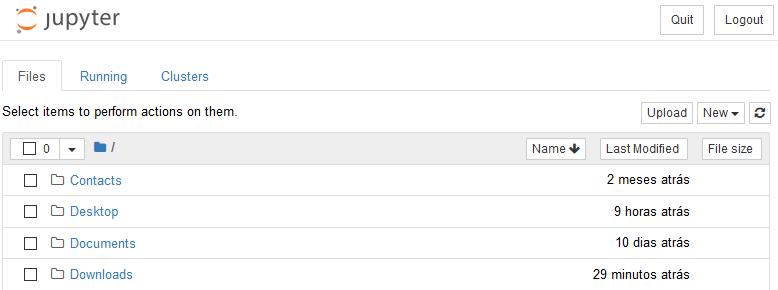 jupyter Quit Logout
Files Running Clusters
Select items to perform actions on them. Upload New
0 / Name Last Modified File size
Contacts 2 meses atrás
Desktop 9 horas atrás
Documents 10 dias atrás
Downloads 29 minutos atrás